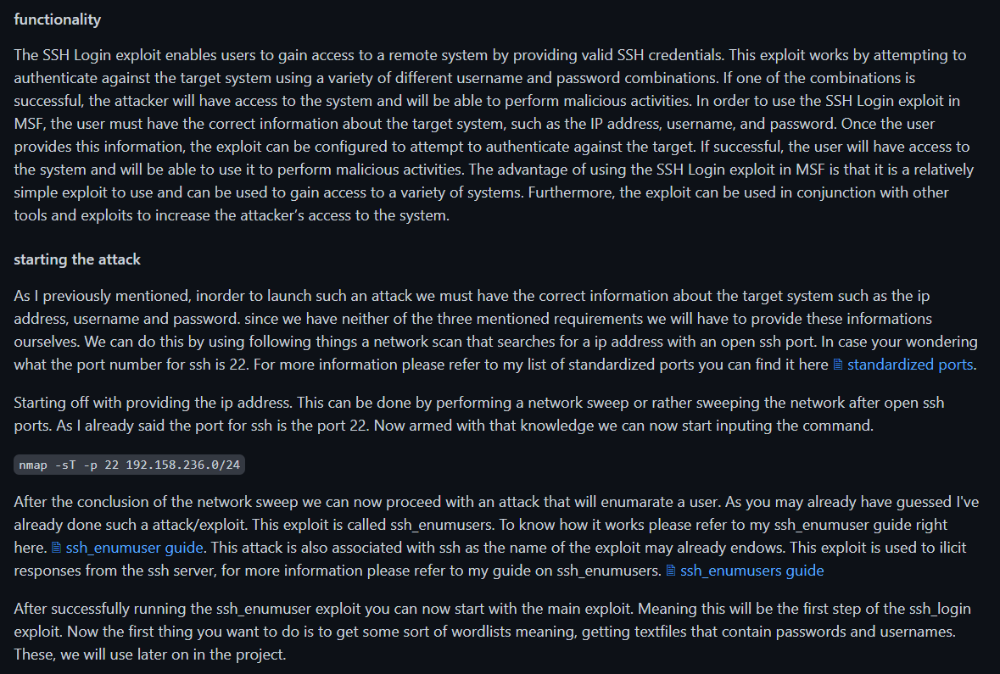 functionality
The SSH Login exploit enables users to gain access to a remote system by providing valid SSH credentials. This exploit works by attempting to
authenticate against the target system using a variety of different username and password combinations. If one of the combinations is
successful, the attacker will have access to the system and will be able to perform malicious activities. In order to use the SSH Login exploit in
MSF, the user must have the correct information about the target system, such as the IP address, username, and password. Once the user
provides this information, the exploit can be configured to attempt to authenticate against the target. If successful, the user will have access to
the system and will be able to use it to perform malicious activities. The advantage of using the SSH Login exploit in MSF is that it is a relatively
simple exploit to use and can be used to gain access to a variety of systems. Furthermore, the exploit can be used in conjunction with other
tools and exploits to increase the attacker’s access to the system.
starting the attack
As I previously mentioned, inorder to launch such an attack we must have the correct information about the target system such as the ip
address, username and password. since we have neither of the three mentioned requirements we will have to provide these informations
ourselves. We can do this by using following things a network scan that searches for a ip address with an open ssh port. In case your wondering
what the port number for ssh is 22. For more information please refer to my list of standardized ports you can find it here standardized ports.
Starting off with providing the ip address. This can be done by performing a network sweep or rather sweeping the network after open ssh
ports. As I already said the port for ssh is the port 22. Now armed with that knowledge we can now start inputing the command.
nmap -sT -p 22 192.158.236.0/24
After the conclusion of the network sweep we can now proceed with an attack that will enumarate a user. As you may already have guessed I've
already done such a attack/exploit. This exploit is called ssh_enumusers. To know how it works please refer to my ssh_enumuser guide right
here. ssh_enumuser guide. This attack is also associated with ssh as the name of the exploit may already endows. This exploit is used to ilicit
responses from the ssh server, for more information please refer to my guide on ssh_enumusers. ssh_enumusers guide
After successfully running the ssh_enumuser exploit you can now start with the main exploit. Meaning this will be the first step of the ssh_login
exploit. Now the first thing you want to do is to get some sort of wordlists meaning, getting textfiles that contain passwords and usernames.
These, we will use later on in the project.